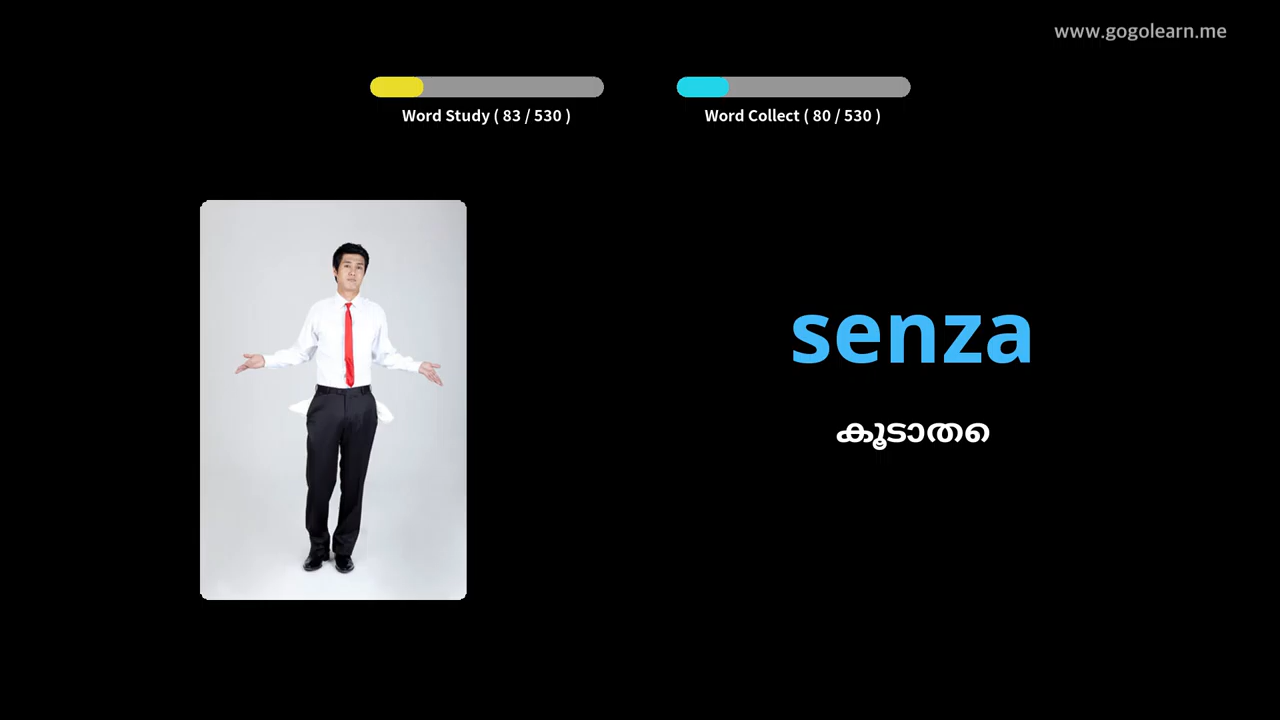 www.gogolearn.me
Word Study ( 83 / 530 )
Word Collect ( 80 / 530 )
senza
കൂടാതെ